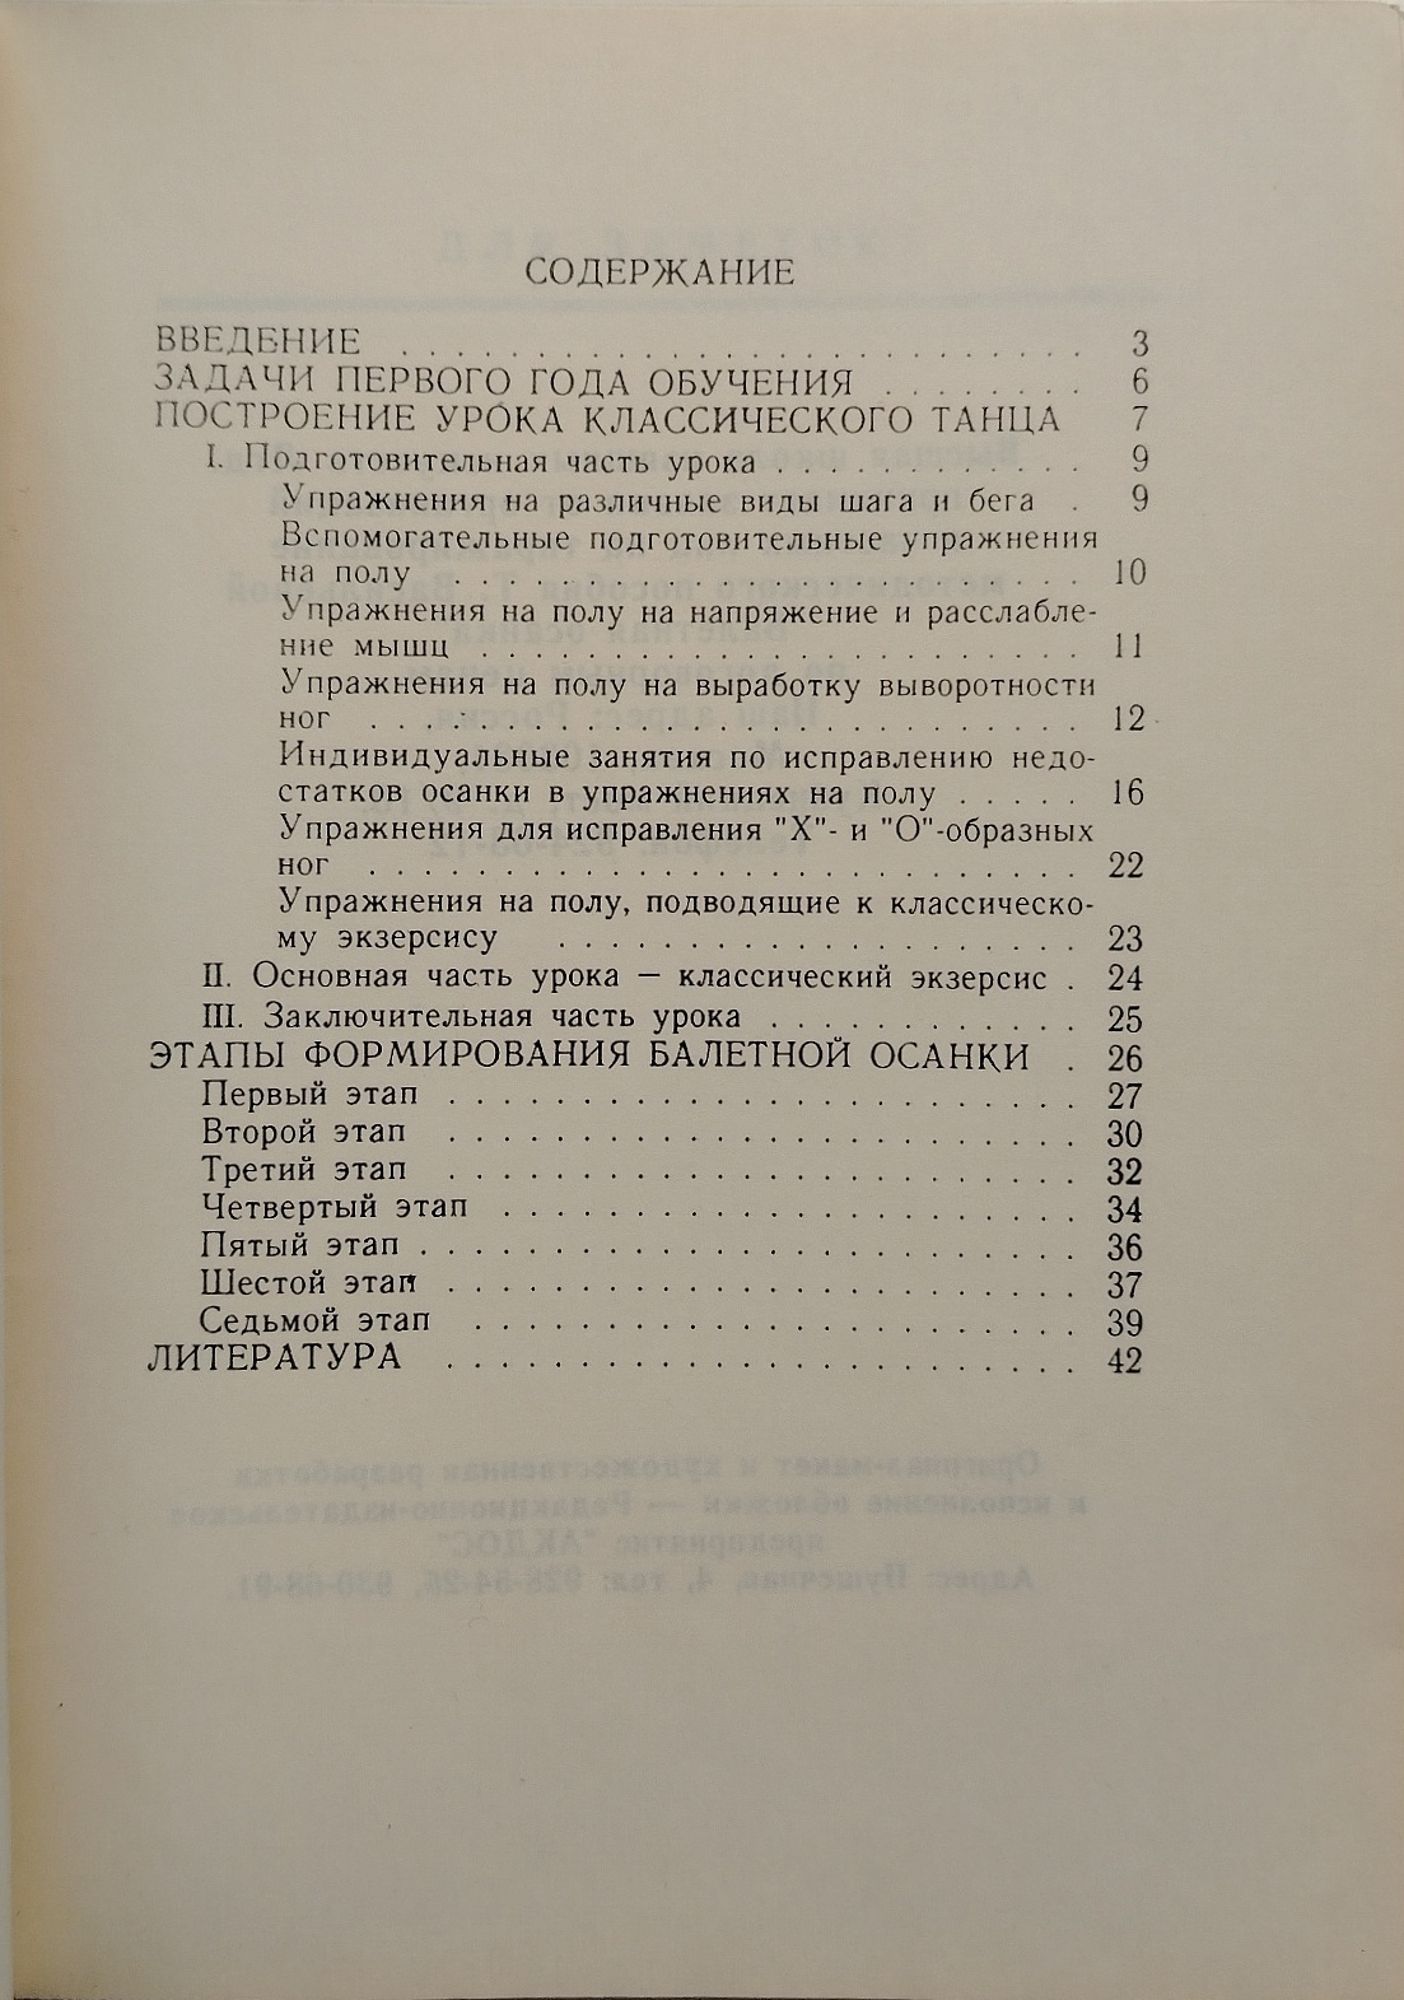 СОДЕРЖАНИЕ
ВВЕДЕНИЕ . . . . . . . . . . . . . . . . . . . . . . . . . . 3
ЗАДАЧИ ПЕРВОГО ГОДА ОБУЧЕНИЯ . . . . . . . . 6
ПОСТРОЕНИЕ УРОКА КЛАССИЧЕСКОГО ТАНЦА 7
I. Подготовительная часть урока . . . . . . . . . . . . 9
Упражнения на различные виды шага и бега . 9
Вспомогательные подготовительные упражнения
на полу . . . . . . . . . . . . . . . . . . . . . . . . 10
Упражнения на полу на напряжение и расслабле-
ние мышц . . . . . . . . . . . . . . . . . . . . . . . 11
Упражнения на полу на выработку выворотности
ног . . . . . . . . . . . . . . . . . . . . . . . . . . . 12
Индивидуальные занятия по исправлению недо-
статков осанки в упражнениях на полу . . . . . 16
Упражнения для исправления "Х"- и "О"-образных
ног . . . . . . . . . . . . . . . . . . . . . . . . . . . 22
Упражнения на полу, подводящие к классическо-
му экзерсису . . . . . . . . . . . . . . . . . . . . 23
II. Основная часть урока — классический экзерсис . 24
III. Заключительная часть урока . . . . . . . . . . . . 25
ЭТАПЫ ФОРМИРОВАНИЯ БАЛЕТНОЙ ОСАНКИ . 26
Первый этап . . . . . . . . . . . . . . . . . . . . . . . . 27
Второй этап . . . . . . . . . . . . . . . . . . . . . . . . 30
Третий этап . . . . . . . . . . . . . . . . . . . . . . . . 32
Четвертый этап . . . . . . . . . . . . . . . . . . . . . . 34
Пятый этап . . . . . . . . . . . . . . . . . . . . . . . . . 36
Шестой этап . . . . . . . . . . . . . . . . . . . . . . . . 37
Седьмой этап . . . . . . . . . . . . . . . . . . . . . . . 39
ЛИТЕРАТУРА . . . . . . . . . . . . . . . . . . . . . . . . 42